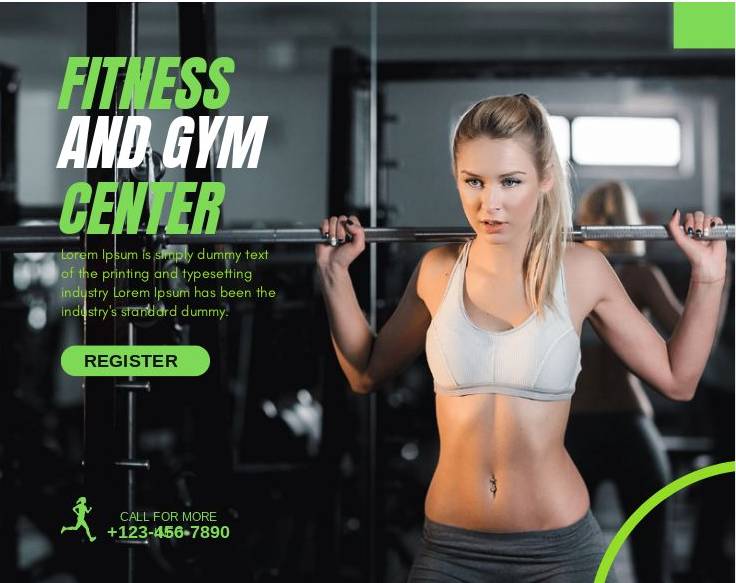 FITNESS
AND GYM
CENTER
Lorem Ipsum is simply dummy text
of the printing and typesetting
industry Lorem Ipsum has been the
industry's standard dummy.
REGISTER
CALL FOR MORE
+123-456-7890